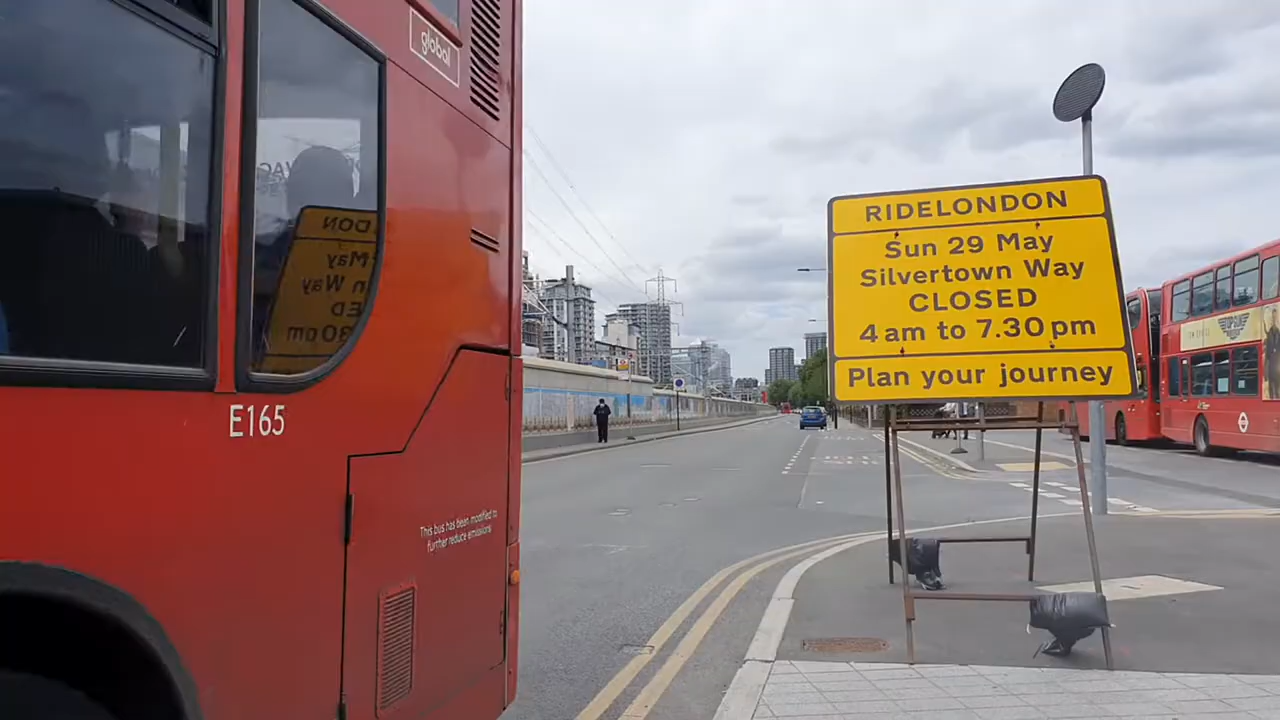 global
E165
This bus has been modified to
further reduce emissions
RIDELONDON
Sun 29 May
Silvertown Way
CLOSED
4 am to 7.30 pm
Plan your journey